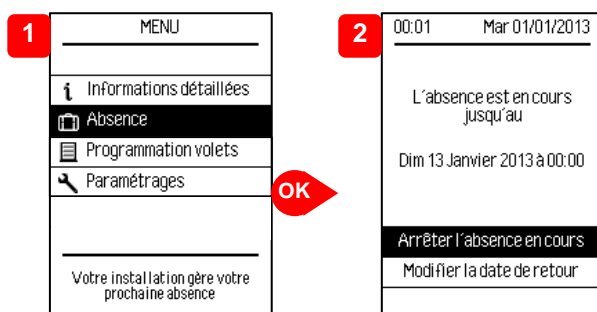 1
MENU
Informations détaillées
Absence
Programmation volets
Paramétrages
Votre installation gère votre
prochaine absence
OK
2
00:01 Mar 01/01/2013
L'absence est en cours
jusqu'au
Dim 13 Janvier 2013 à 00:00
Arrêter l'absence en cours
Modifier la date de retour